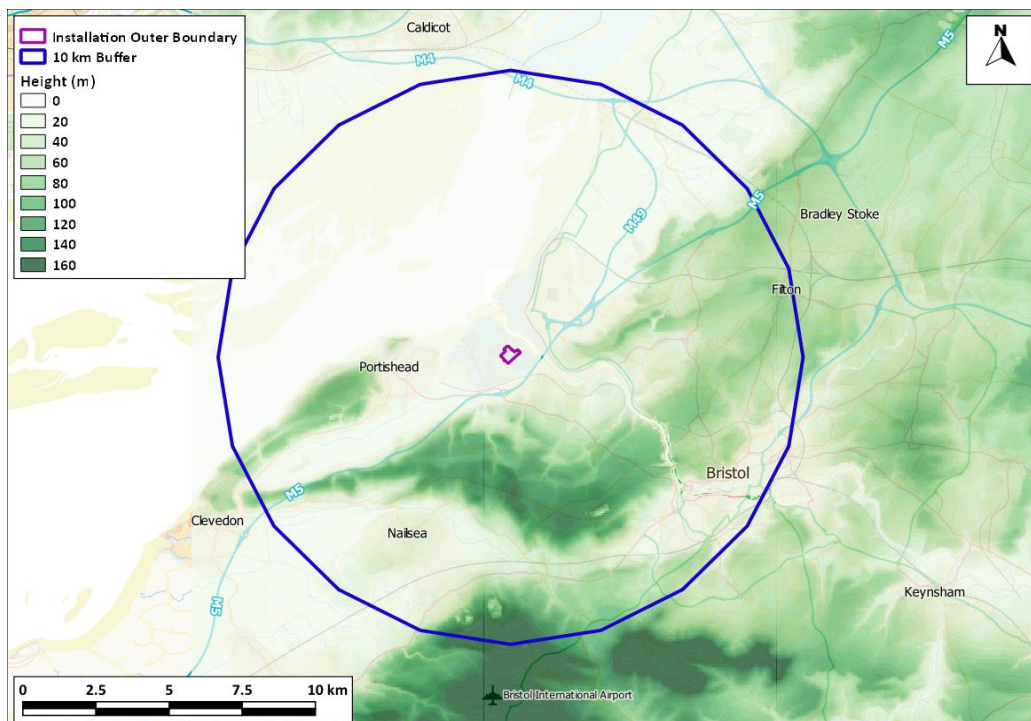 Installation Outer Boundary
10 km Buffer
Height (m)
0
20
40
60
80
100
120
140
160
N
Caldicot
M4
M4
M5
M49
M5
Bradley Stoke
Filton
Portishead
Bristol
M5
M5
Clevedon
Nailsea
Keynsham
M5
Bristol International Airport
0 2.5 5 7.5 10 km